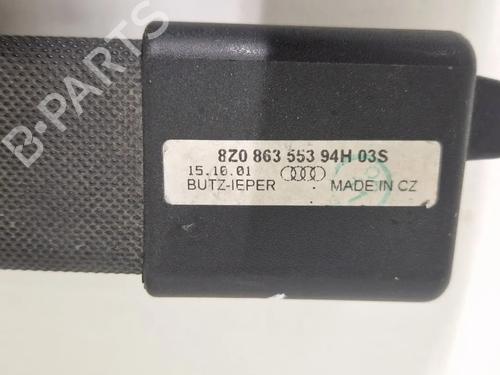 8Z0 863 553 94H 03S
15.10.01
BUTZ-IEPER MADE IN CZ
B-PARTS